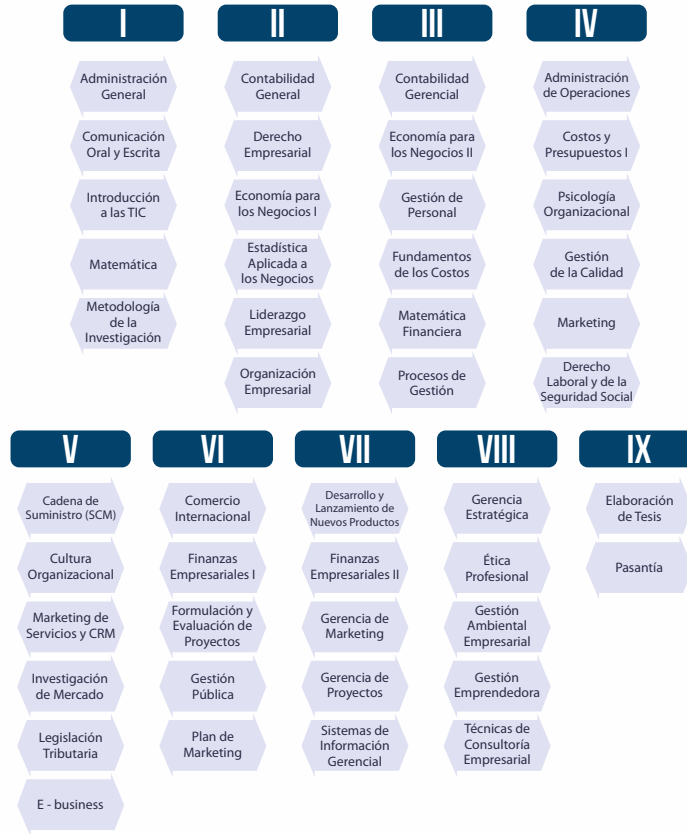 I
Administración
General
Comunicación
Oral y Escrita
Introducción
a las TIC
Matemática
Metodología
de la
Investigación
II
Contabilidad
General
Derecho
Empresarial
Economía para
los Negocios I
Estadística
Aplicada a
los Negocios
Liderazgo
Empresarial
Organización
Empresarial
III
Contabilidad
Gerencial
Economía para
los Negocios II
Gestión de
Personal
Fundamentos
de los Costos
Matemática
Financiera
Procesos de
Gestión
IV
Administración
de Operaciones
Costos y
Presupuestos I
Psicología
Organizacional
Gestión
de la Calidad
Marketing
Derecho
Laboral y de la
Seguridad Social
V
Cadena de
Suministro (SCM)
Cultura
Organizacional
Marketing de
Servicios y CRM
Investigación
de Mercado
Legislación
Tributaria
E - business
VI
Comercio
Internacional
Finanzas
Empresariales I
Formulación y
Evaluación de
Proyectos
Gestión
Pública
Plan de
Marketing
VII
Desarrollo y
Lanzamiento de
Nuevos Productos
Finanzas
Empresariales II
Gerencia de
Marketing
Gerencia de
Proyectos
Sistemas de
Información
Gerencial
VIII
Gerencia
Estratégica
Ética
Profesional
Gestión
Ambiental
Empresarial
Gestión
Emprendedora
Técnicas de
Consultoría
Empresarial
IX
Elaboración
de Tesis
Pasantía